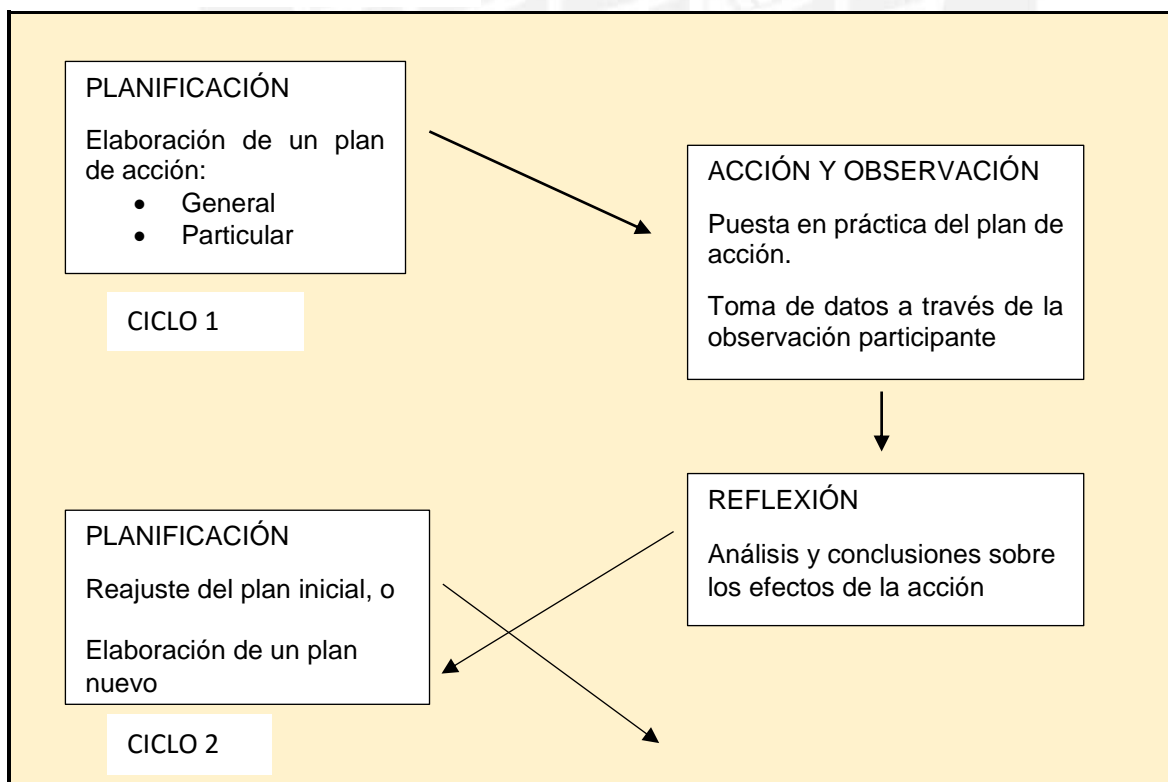 PLANIFICACIÓN
Elaboración de un plan
de acción:
• General
• Particular
CICLO 1
ACCIÓN Y OBSERVACIÓN
Puesta en práctica del plan de
acción.
Toma de datos a través de la
observación participante
REFLEXIÓN
Análisis y conclusiones sobre
los efectos de la acción
PLANIFICACIÓN
Reajuste del plan inicial, o
Elaboración de un plan
nuevo
CICLO 2